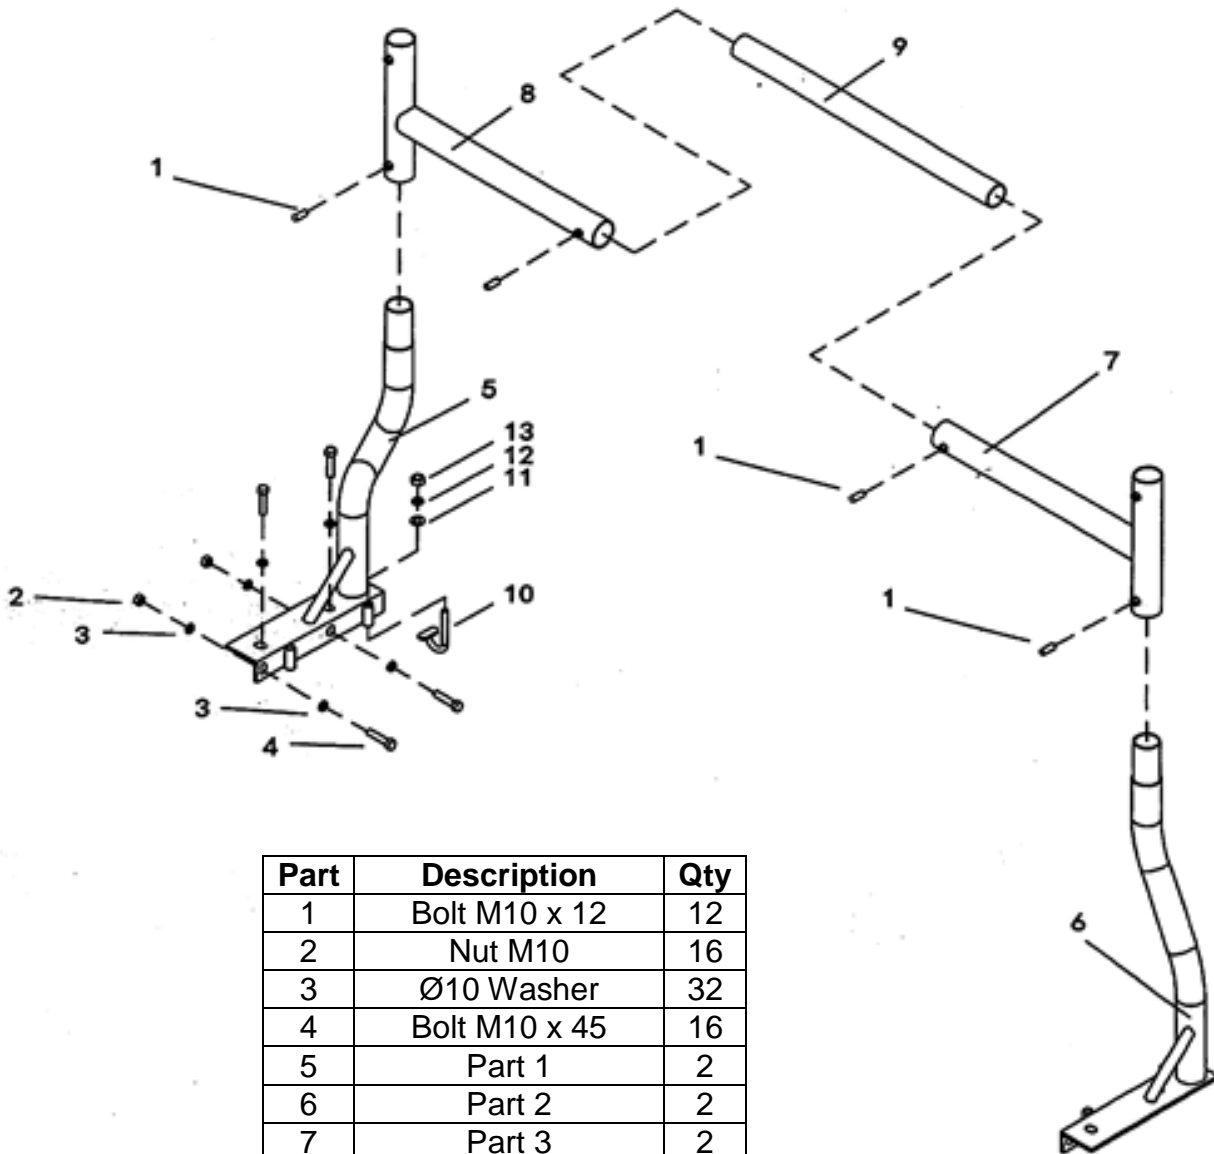 9
8
1
7
5
13
12
11
1
2
10
1
3
3
4
6
Part Description Qty
1 Bolt M10 x 12 12
2 Nut M10 16
3 Ø10 Washer 32
4 Bolt M10 x 45 16
5 Part 1 2
6 Part 2 2
7 Part 3 2